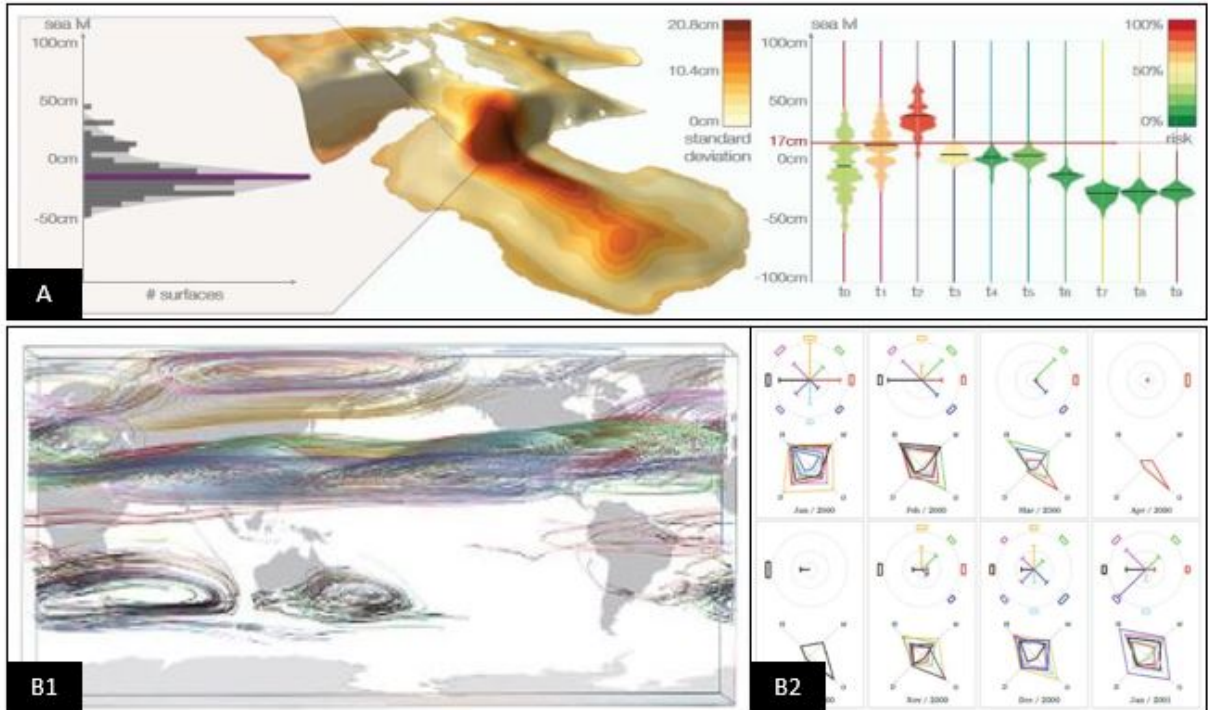 sea lvl
100cm
50cm
0cm
-50cm
# surfaces
A
20.8cm
10.4cm
0cm
standard
deviation
sea lvl
100cm
50cm
17cm
0cm
-50cm
-100cm
t0 t1 t2 t3 t4 t5 t6 t7 t8 t9
100%
50%
0%
risk
B1
Jan / 2000
Feb / 2000
Mar / 2000
Apr / 2000
Nov / 2000
Dec / 2000
Jan / 2001
B2